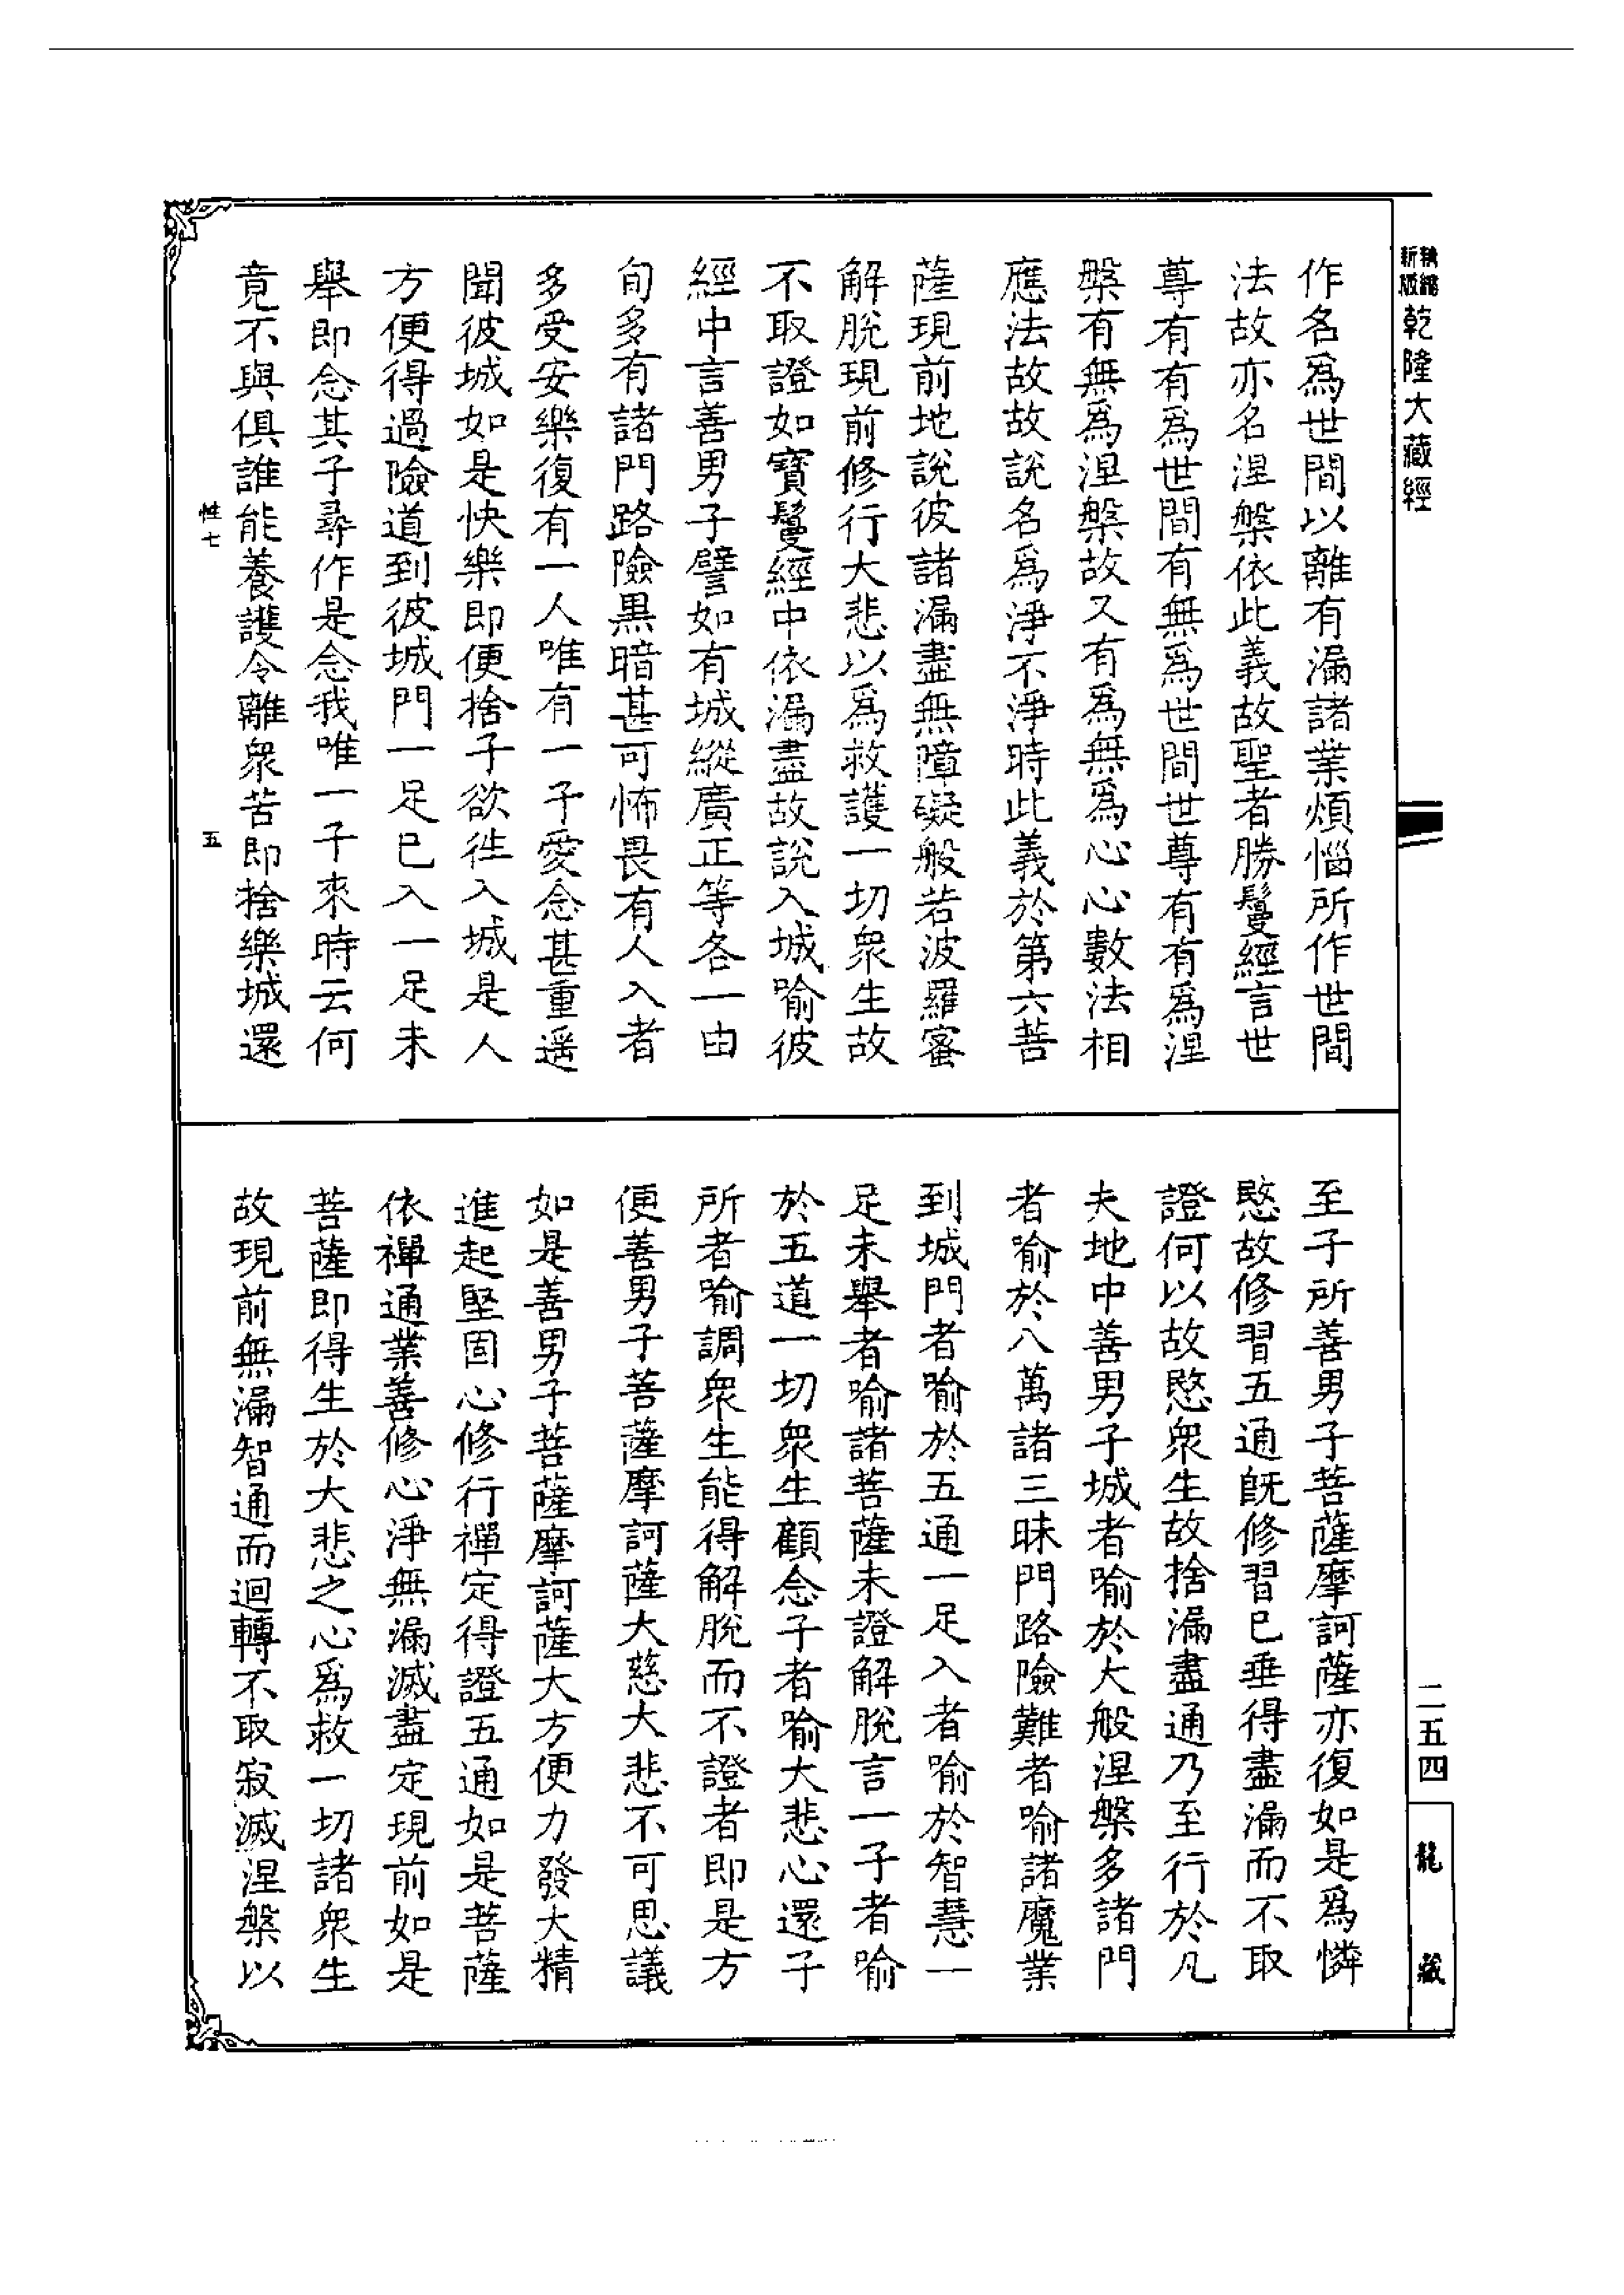 乾隆大藏經
作名爲世間以離有漏諸業煩惱所作世間
法故亦名涅槃依此義故聖者勝鬘經言世
尊有有爲世間有無爲世間世尊有有爲涅
槃有無爲涅槃故又有爲無爲心心數法相
應法故故說名爲淨不淨時此義於第六菩
薩現前地說彼諸漏盡無障礙般若波羅蜜
解脫現前修行大悲以爲救護一切衆生故
不取證如寶鬘經中依漏盡故說入城喻彼
經中言善男子譬如有城縱廣正等各一由
旬多有諸門路險黑暗甚可怖畏有人入者
多受安樂復有一人唯有一子愛念甚重遥
聞彼城如是快樂即便捨子欲徃入城是人
方便得過險道到彼城門一足已入一足未
舉即念其子尋作是念我唯一子來時云何
竟不與俱誰能養護令離衆苦即捨樂城還
性七
五
至子所善男子菩薩摩訶薩亦復如是爲憐
愍故修習五通旣修習已垂得盡漏而不取
證何以故愍衆生故捨漏盡通乃至行於凡
夫地中善男子城者喻於大般涅槃多諸門
者喻於八萬諸三昧門路險難者喻諸魔業
到城門者喻於五通一足入者喻於智慧一
足未舉者喻諸菩薩未證解脫言一子者喻
於五道一切衆生顧念子者喻大悲心還子
所者喻調衆生能得解脫而不證者即是方
便善男子菩薩摩訶薩大慈大悲不可思議
如是善男子菩薩摩訶薩大方便力發大精
進起堅固心修行禪定得證五通如是菩薩
依禪通業善修心淨無漏滅盡定現前如是
菩薩即得生於大悲之心爲救一切諸衆生
故現前無漏智通而迴轉不取寂滅涅槃以
二五四
龍藏